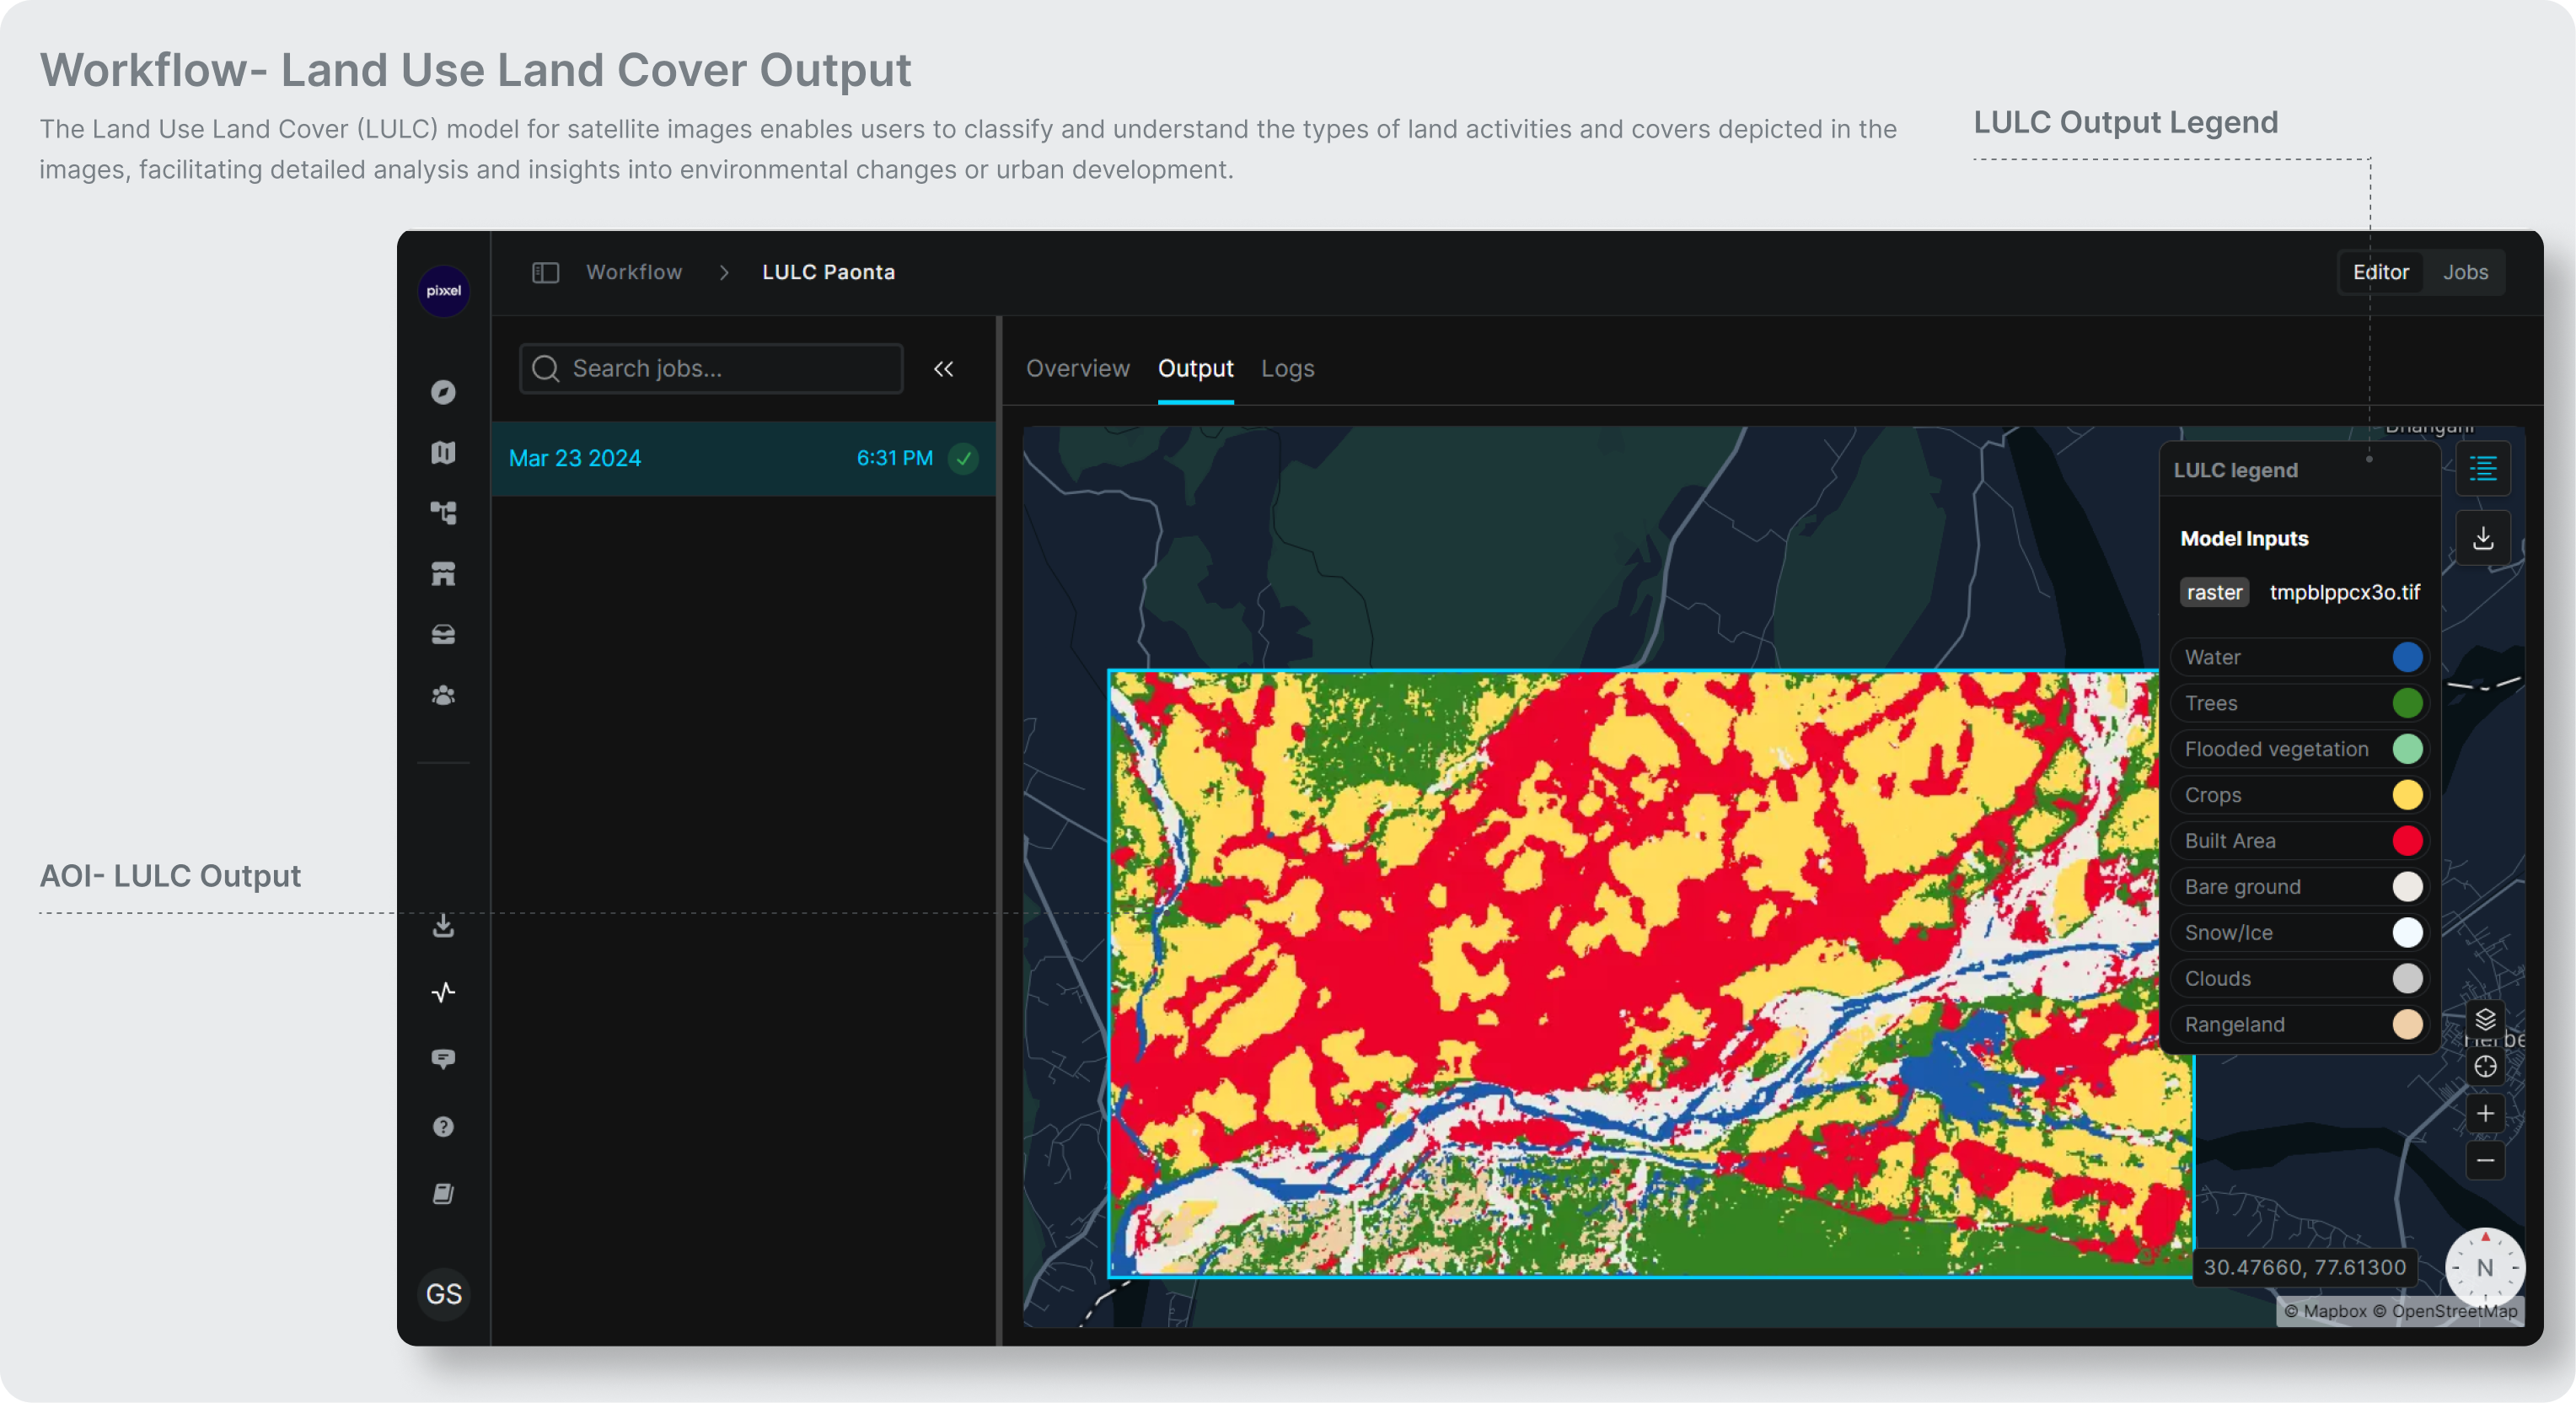 Workflow- Land Use Land Cover Output
The Land Use Land Cover (LULC) model for satellite images enables users to classify and understand the types of land activities and covers depicted in the
images, facilitating detailed analysis and insights into environmental changes or urban development.
LULC Output Legend
pixxel
Workflow > LULC Paonta
Editor Jobs
Search jobs...
Overview Output Logs
Mar 23 2024 6:31 PM
LULC legend
Model Inputs
raster tmpblppcx3o.tif
Water
Trees
Flooded vegetation
Crops
Built Area
Bare ground
Snow/Ice
Clouds
Rangeland
AOI- LULC Output
GS
30.47660, 77.61300
N
© Mapbox © OpenStreetMap